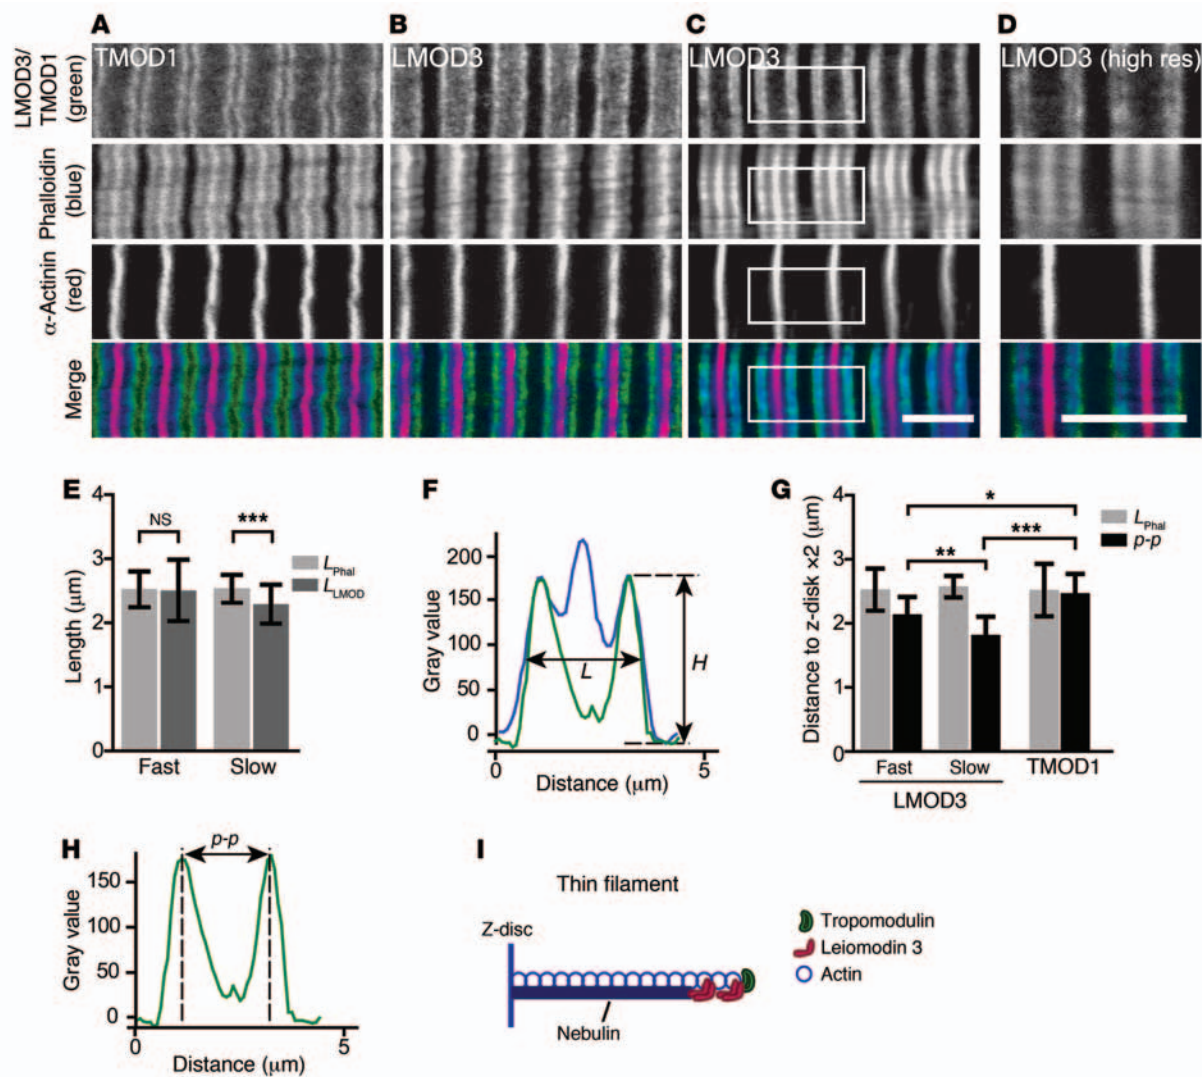 A
B
C
D
LMOD3/
TMOD1
(green)
TMOD1
LMOD3
LMOD3
LMOD3 (high res)
Phalloidin
(blue)
α-Actinin
(red)
Merge
E
Length (μm)
4
3
2
1
0
NS
***
Fast
Slow
L Phal
L LMOD
F
Gray value
200
150
100
50
0
L
H
0
5
Distance (μm)
G
Distance to z-disk ×2 (μm)
4
3
2
1
0
*
**
***
L Phal
p-p
Fast
Slow
TMOD1
LMOD3
H
p-p
Gray value
150
100
50
0
0
5
Distance (μm)
I
Thin filament
Z-disc
Nebulin
Tropomodulin
Leiomodin 3
Actin